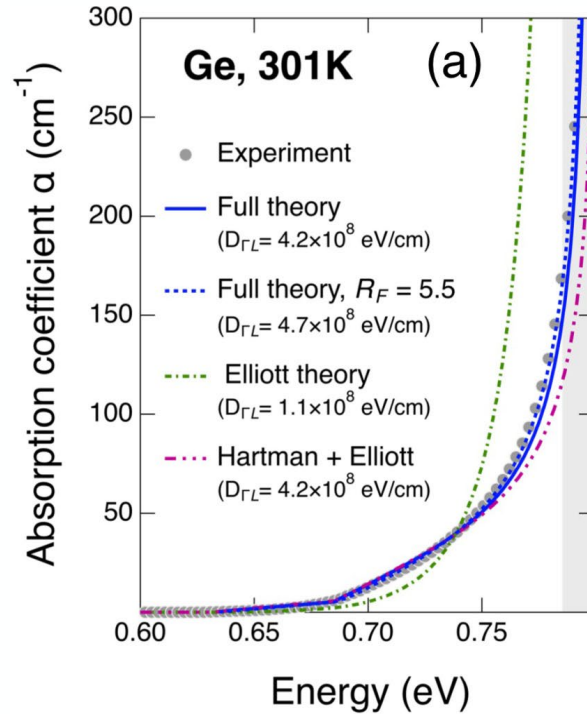 300
250
200
150
100
50
Absorption coefficient α (cm⁻¹)
Ge, 301K (a)
Experiment
Full theory
(D_ΓL= 4.2×10⁸ eV/cm)
Full theory, R_F = 5.5
(D_ΓL= 4.7×10⁸ eV/cm)
Elliott theory
(D_ΓL= 1.1×10⁸ eV/cm)
Hartman + Elliott
(D_ΓL= 4.2×10⁸ eV/cm)
0.60 0.65 0.70 0.75
Energy (eV)